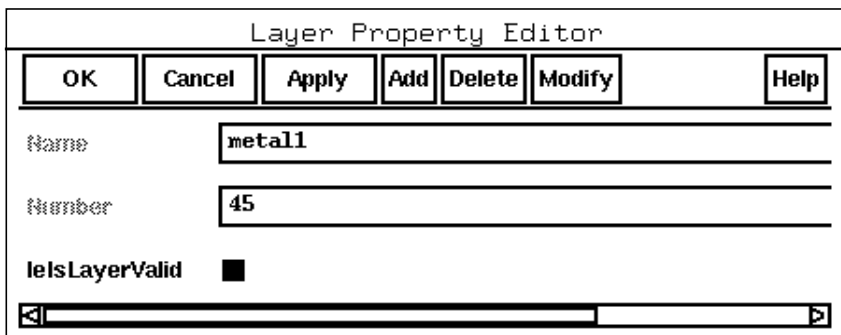 Layer Property Editor
OK Cancel Apply Add Delete Modify Help
Name metal1
Number 45
leIsLayerValid